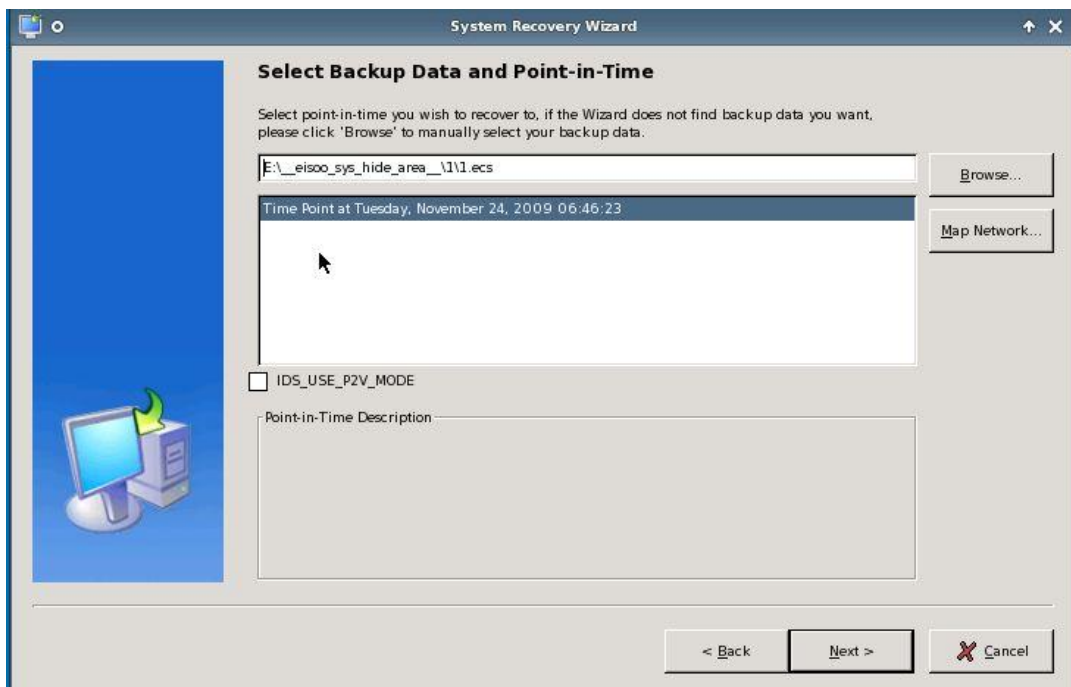 System Recovery Wizard
Select Backup Data and Point-in-Time
Select point-in-time you wish to recover to, if the Wizard does not find backup data you want,
please click 'Browse' to manually select your backup data.
E:\__eisoo_sys_hide_area__\1\1.ecs
Browse...
Time Point at Tuesday, November 24, 2009 06:46:23
Map Network...
IDS_USE_P2V_MODE
Point-in-Time Description
< Back
Next >
Cancel